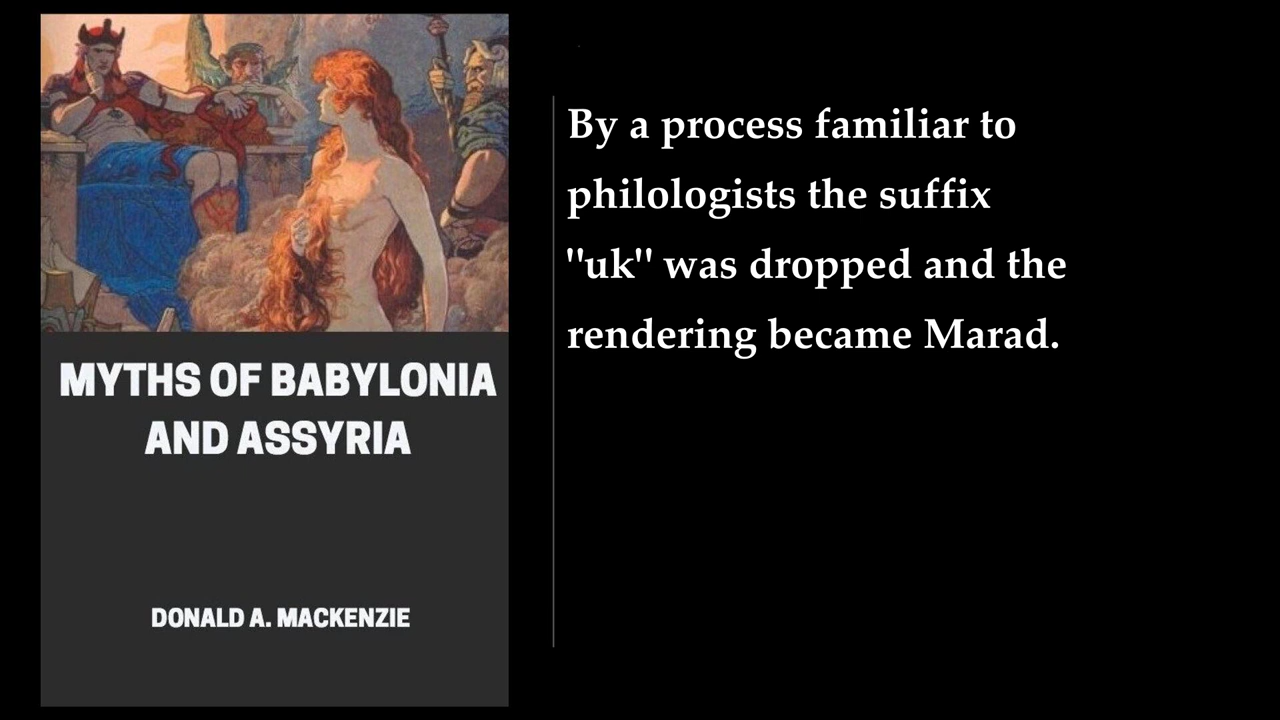 MYTHS OF BABYLONIA
AND ASSYRIA
DONALD A. MACKENZIE
By a process familiar to
philologists the suffix
"uk" was dropped and the
rendering became Marad.